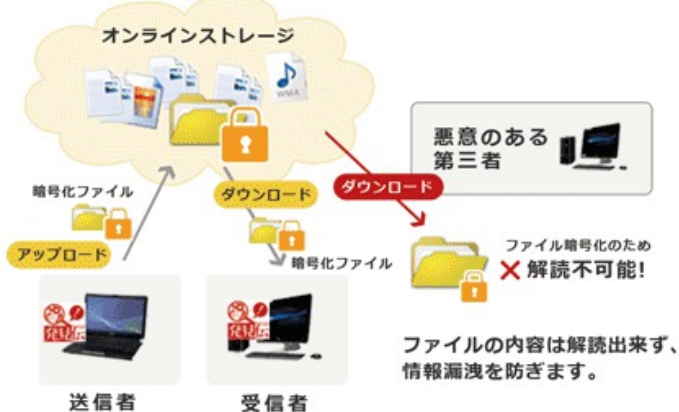 オンラインストレージ
WMA
悪意のある
第三者
暗号化ファイル
ダウンロード
ダウンロード
アップロード
暗号化ファイル
ファイル暗号化のため
×解読不可能!
ファイルの内容は解読出来ず、
情報漏洩を防ぎます。
送信者
受信者